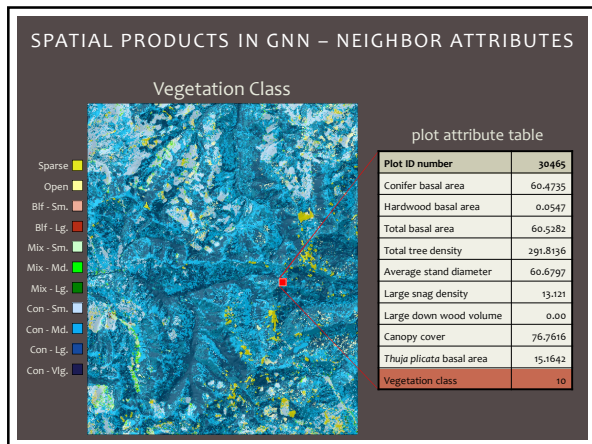 SPATIAL PRODUCTS IN GNN – NEIGHBOR ATTRIBUTES
Vegetation Class
Sparse
Open
Blf - Sm.
Blf - Lg.
Mix - Sm.
Mix - Md.
Mix - Lg.
Con - Sm.
Con - Md.
Con - Lg.
Con - Vlg.
plot attribute table
Plot ID number 30465
Conifer basal area 60.4735
Hardwood basal area 0.0547
Total basal area 60.5282
Total tree density 291.8136
Average stand diameter 60.6797
Large snag density 13.121
Large down wood volume 0.00
Canopy cover 76.7616
Thuja plicata basal area 15.1642
Vegetation class 10